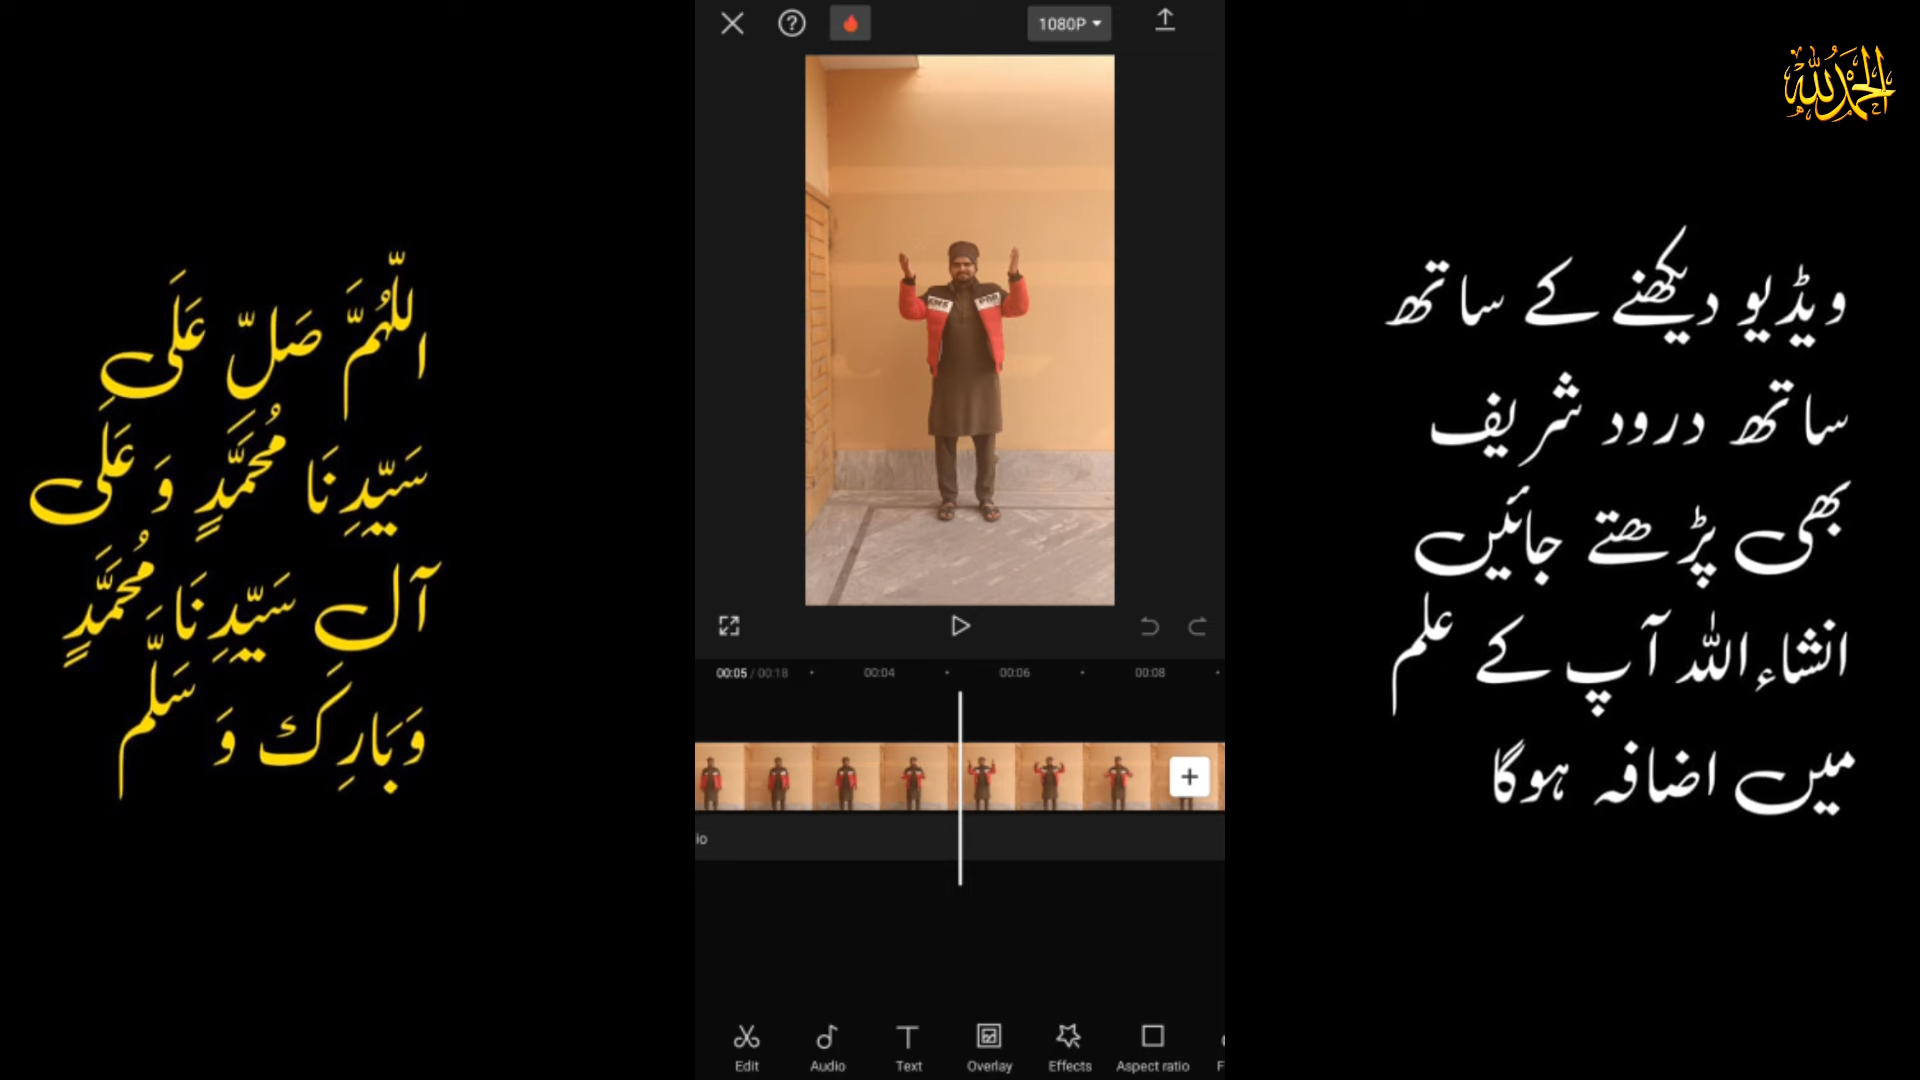 اللّٰهُمَّ صَلِّ عَلَی
سَيِّدِنَا مُحَمَّدٍ وَ عَلَی
آلِ سَيِّدِنَا مُحَمَّدٍ
وَبَارِك وَ سَلِّم
1080P
00:05 / 00:18
00:04
00:06
00:08
io
Edit
Audio
Text
Overlay
Effects
Aspect ratio
F
الحمدلله
ویڈیو دیکھنے کے ساتھ
ساتھ درود شریف
بھی پڑھتے جائیں
انشاءاللہ آپ کے علم
میں اضافہ ہوگا